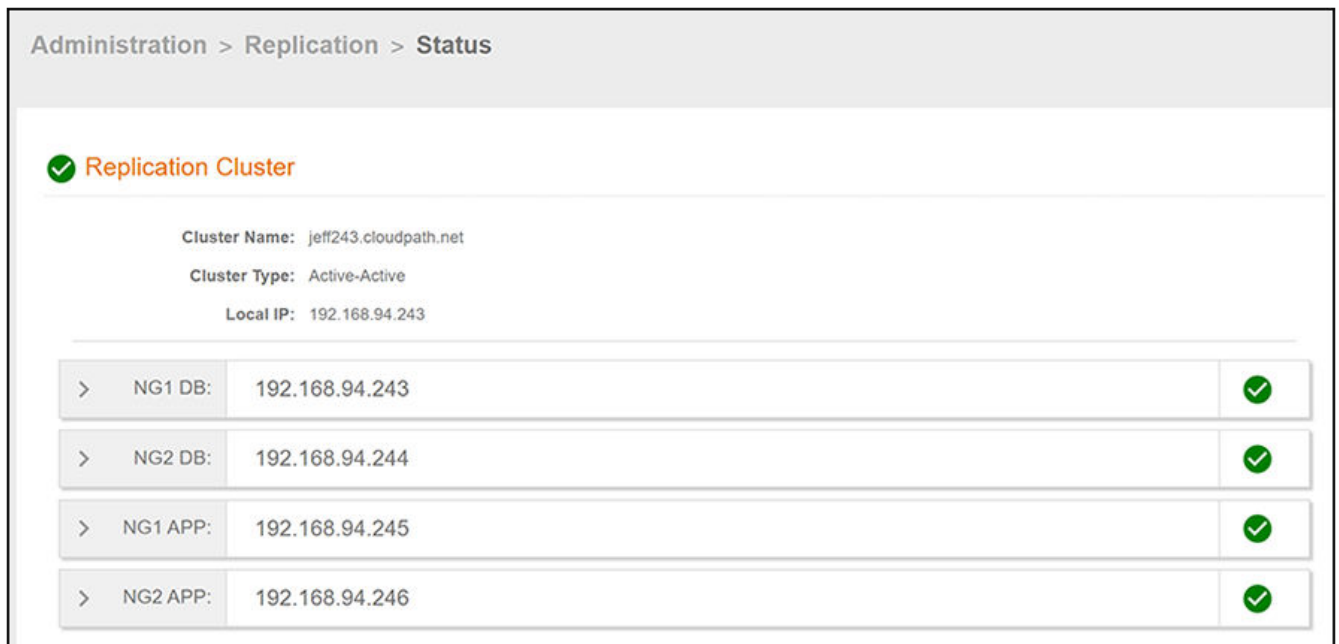 Administration > Replication > Status
Replication Cluster
Cluster Name: jeff243.cloudpath.net
Cluster Type: Active-Active
Local IP: 192.168.94.243
> NG1 DB: 192.168.94.243
> NG2 DB: 192.168.94.244
> NG1 APP: 192.168.94.245
> NG2 APP: 192.168.94.246